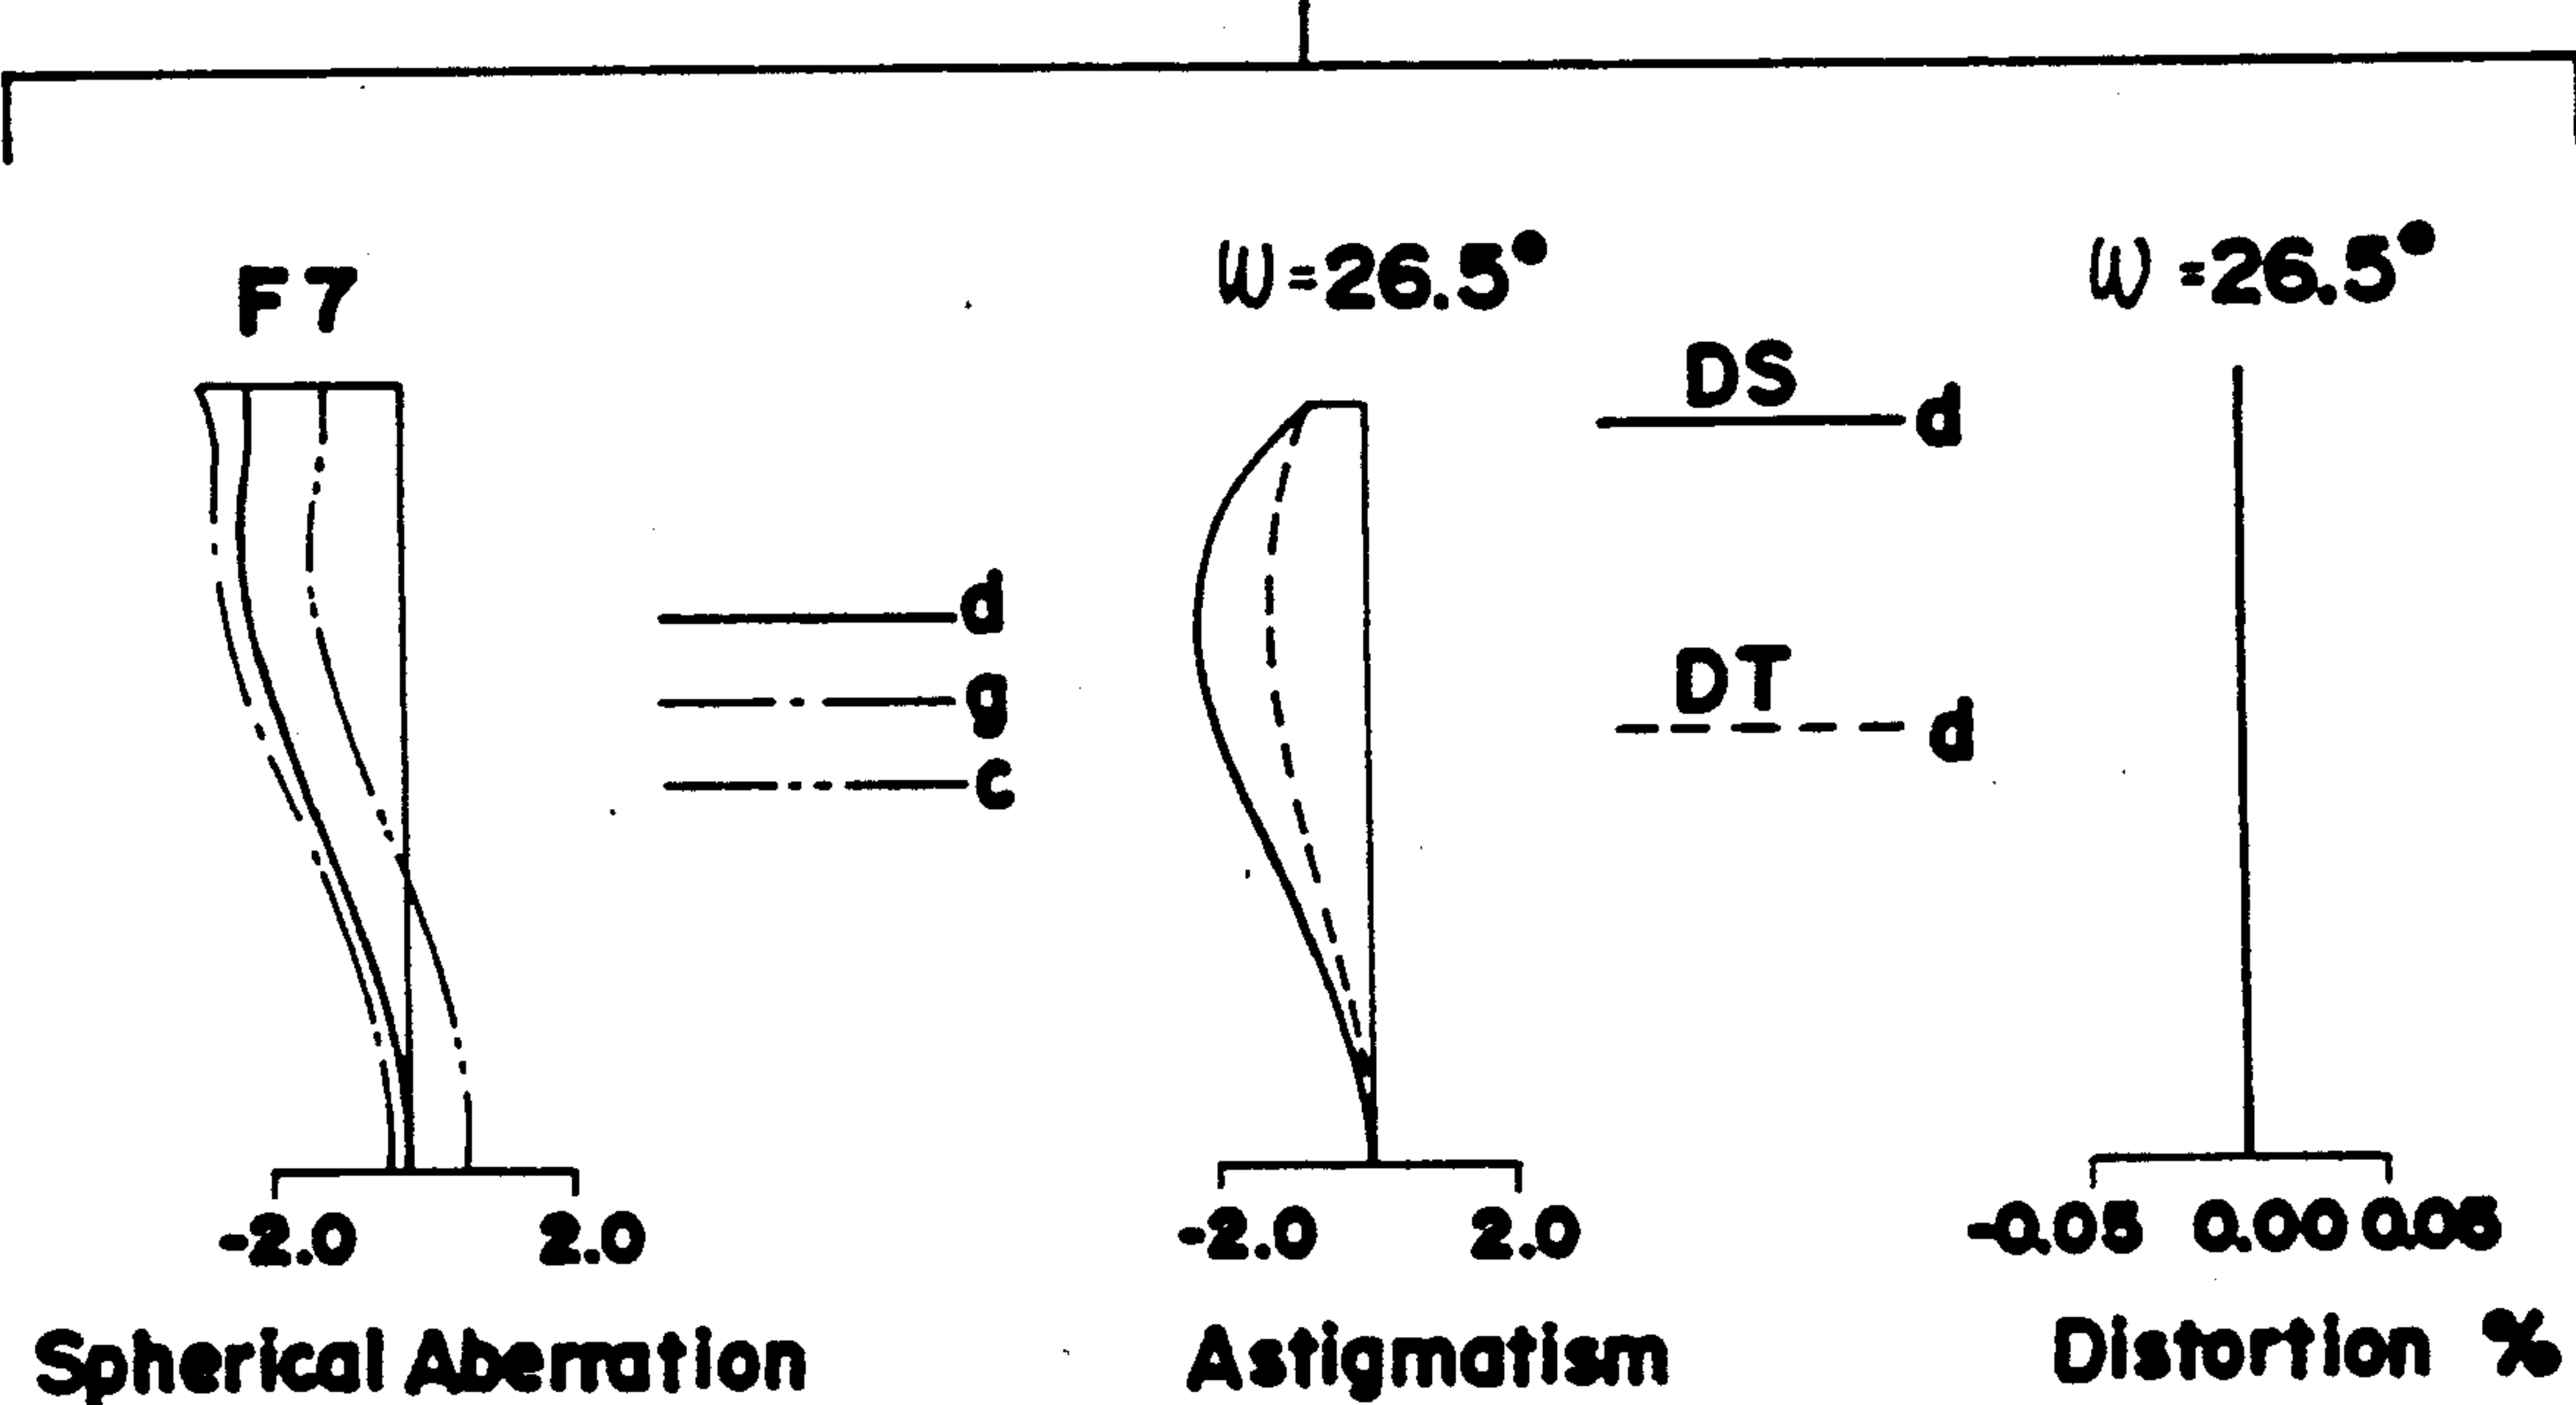 F7
ω=26.5°
ω=26.5°
DS
d
d
g
c
DT
d
-2.0 2.0
-2.0 2.0
-0.05 0.00 0.05
Spherical Aberration
Astigmatism
Distortion %